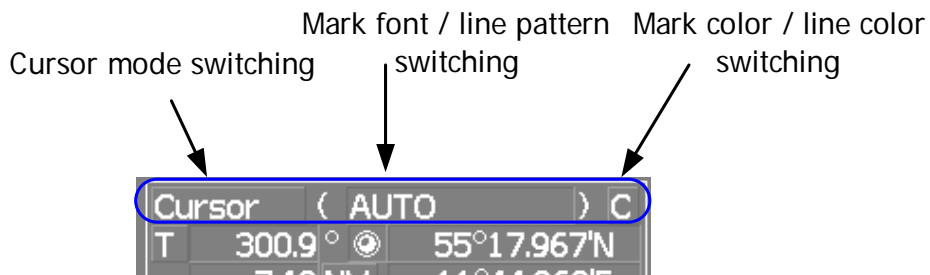 Mark font / line pattern switching
Mark color / line color switching
Cursor mode switching
Cursor ( AUTO ) C
T 300.9 ° 55°17.967'N